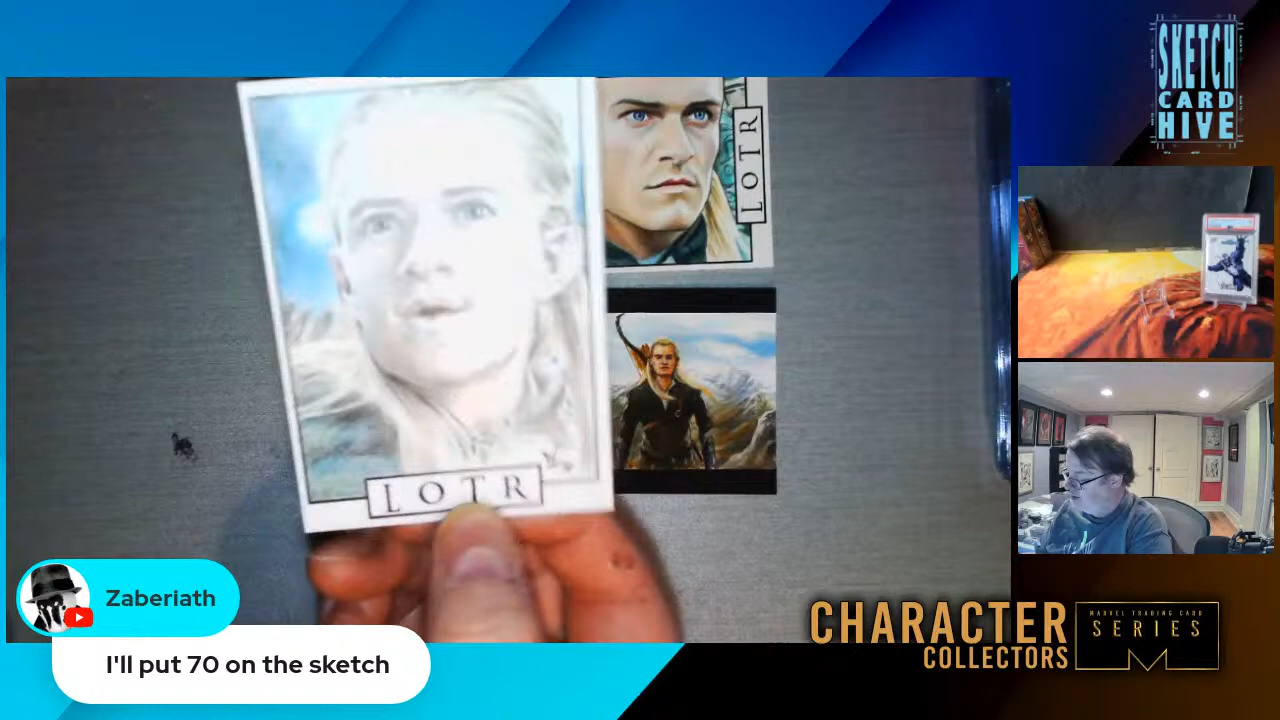 SKETCH
CARD
HIVE
LOTR
LOTR
Zaberiath
I'll put 70 on the sketch
CHARACTER
COLLECTORS
MARVEL TRADING CARD
SERIES
M